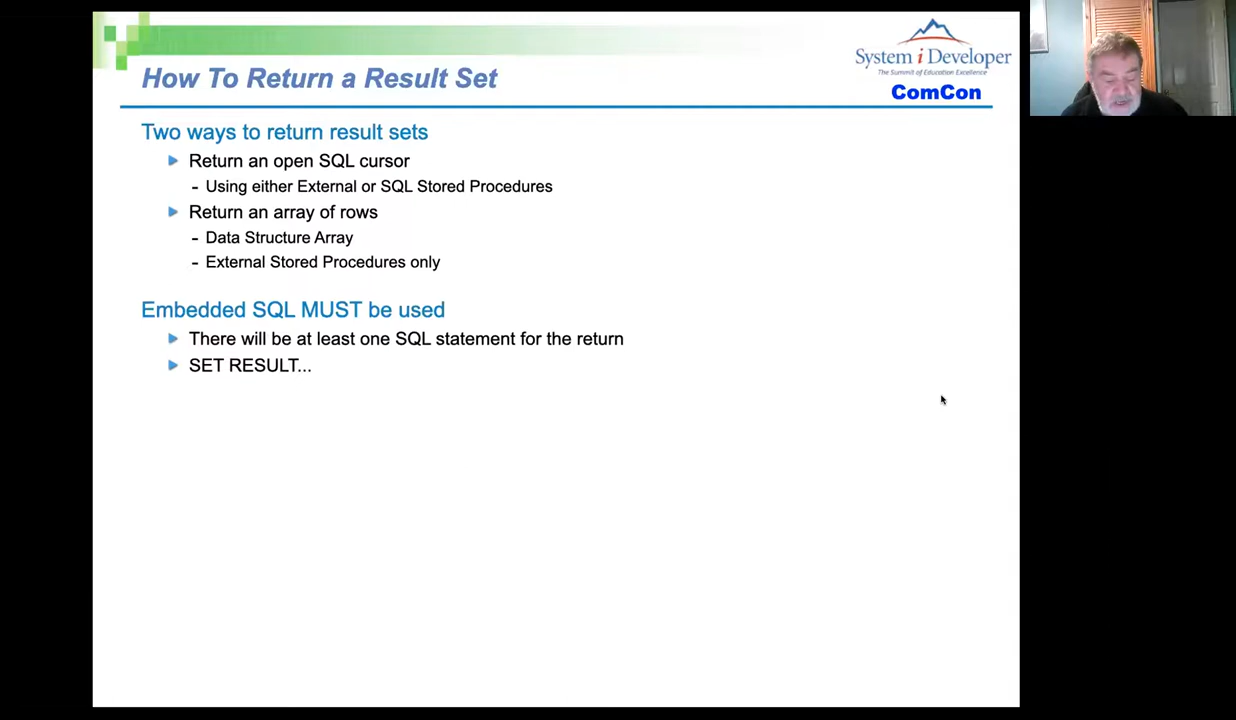 System i Developer
The Summit of Education Excellence
ComCon
How To Return a Result Set
Two ways to return result sets
Return an open SQL cursor
- Using either External or SQL Stored Procedures
Return an array of rows
- Data Structure Array
- External Stored Procedures only
Embedded SQL MUST be used
There will be at least one SQL statement for the return
SET RESULT...